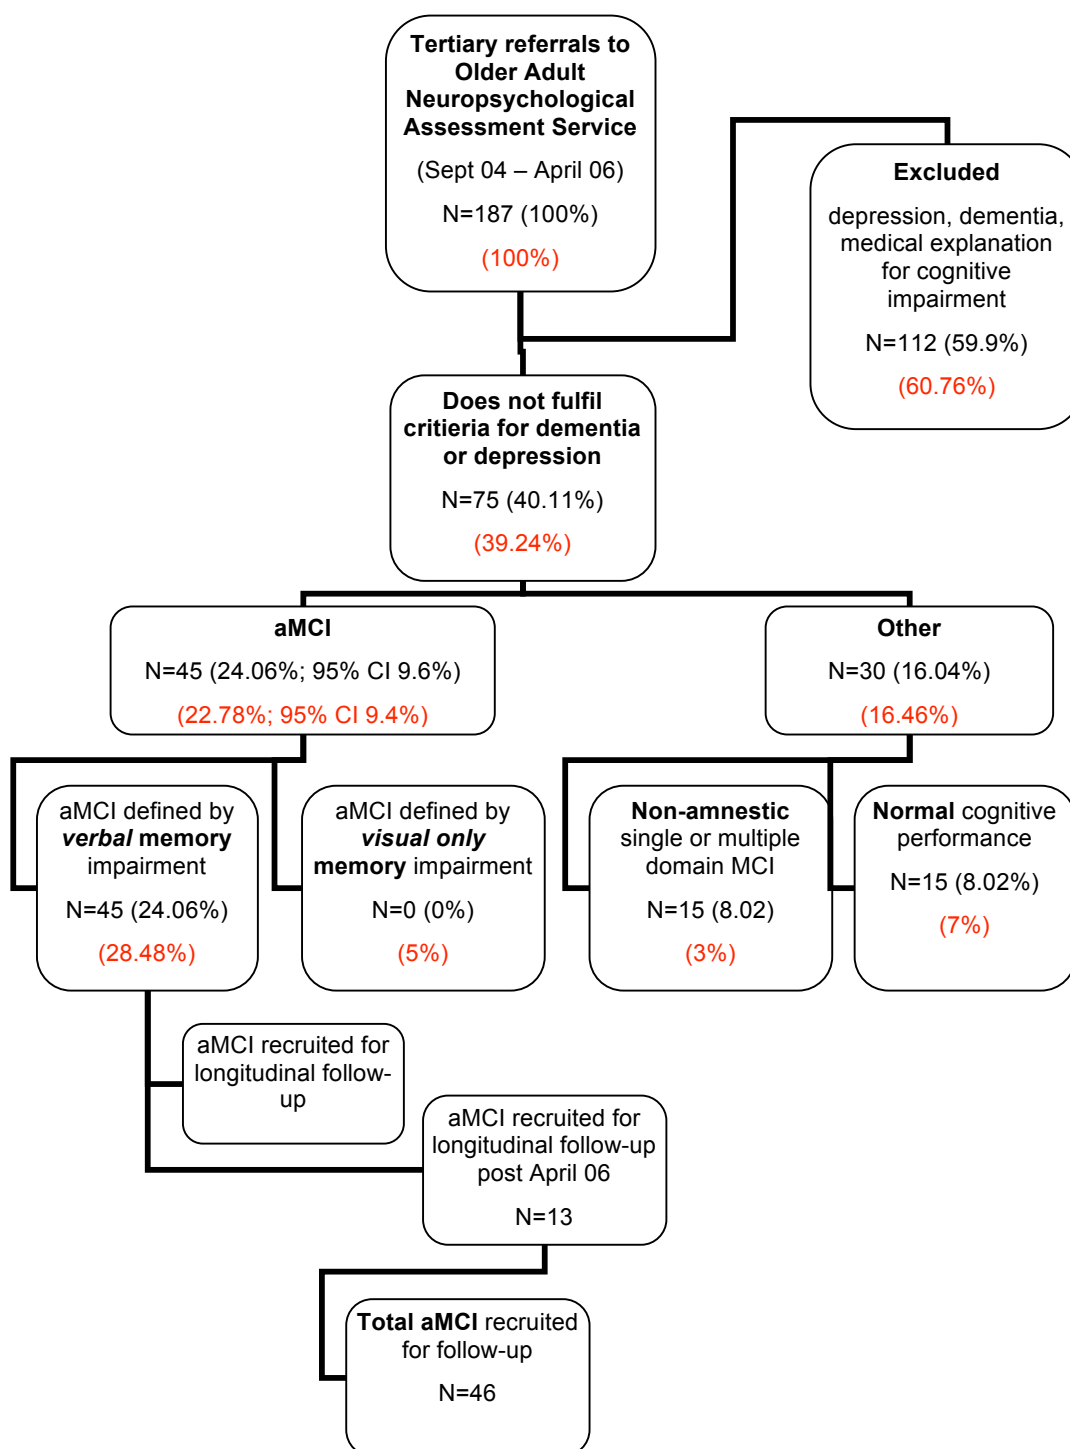 Tertiary referrals to
Older Adult
Neuropsychological
Assessment Service
(Sept 04 – April 06)
N=187 (100%)
(100%)
Excluded
depression, dementia,
medical explanation
for cognitive
impairment
N=112 (59.9%)
(60.76%)
Does not fulfil
critieria for dementia
or depression
N=75 (40.11%)
(39.24%)
aMCI
N=45 (24.06%; 95% CI 9.6%)
(22.78%; 95% CI 9.4%)
Other
N=30 (16.04%)
(16.46%)
aMCI defined by
verbal memory
impairment
N=45 (24.06%)
(28.48%)
aMCI defined by
visual only
memory impairment
N=0 (0%)
(5%)
Non-amnestic
single or multiple
domain MCI
N=15 (8.02)
(3%)
Normal cognitive
performance
N=15 (8.02%)
(7%)
aMCI recruited for
longitudinal follow-
up
aMCI recruited for
longitudinal follow-up
post April 06
N=13
Total aMCI recruited
for follow-up
N=46